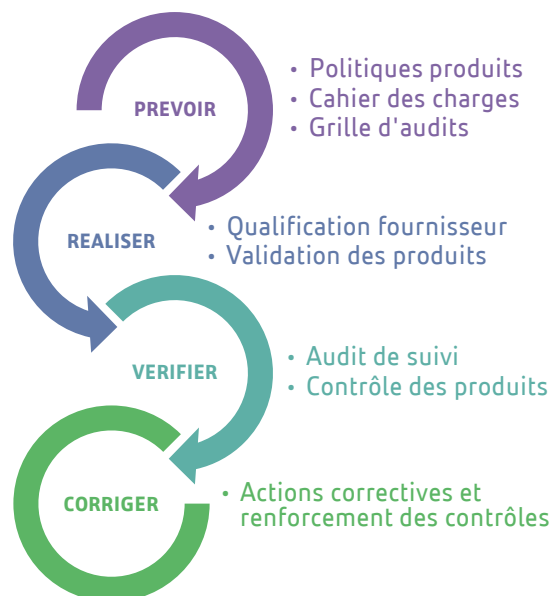 PREVOIR
• Politiques produits
• Cahier des charges
• Grille d'audits
REALISER
• Qualification fournisseur
• Validation des produits
VERIFIER
• Audit de suivi
• Contrôle des produits
CORRIGER
• Actions correctives et
renforcement des contrôles